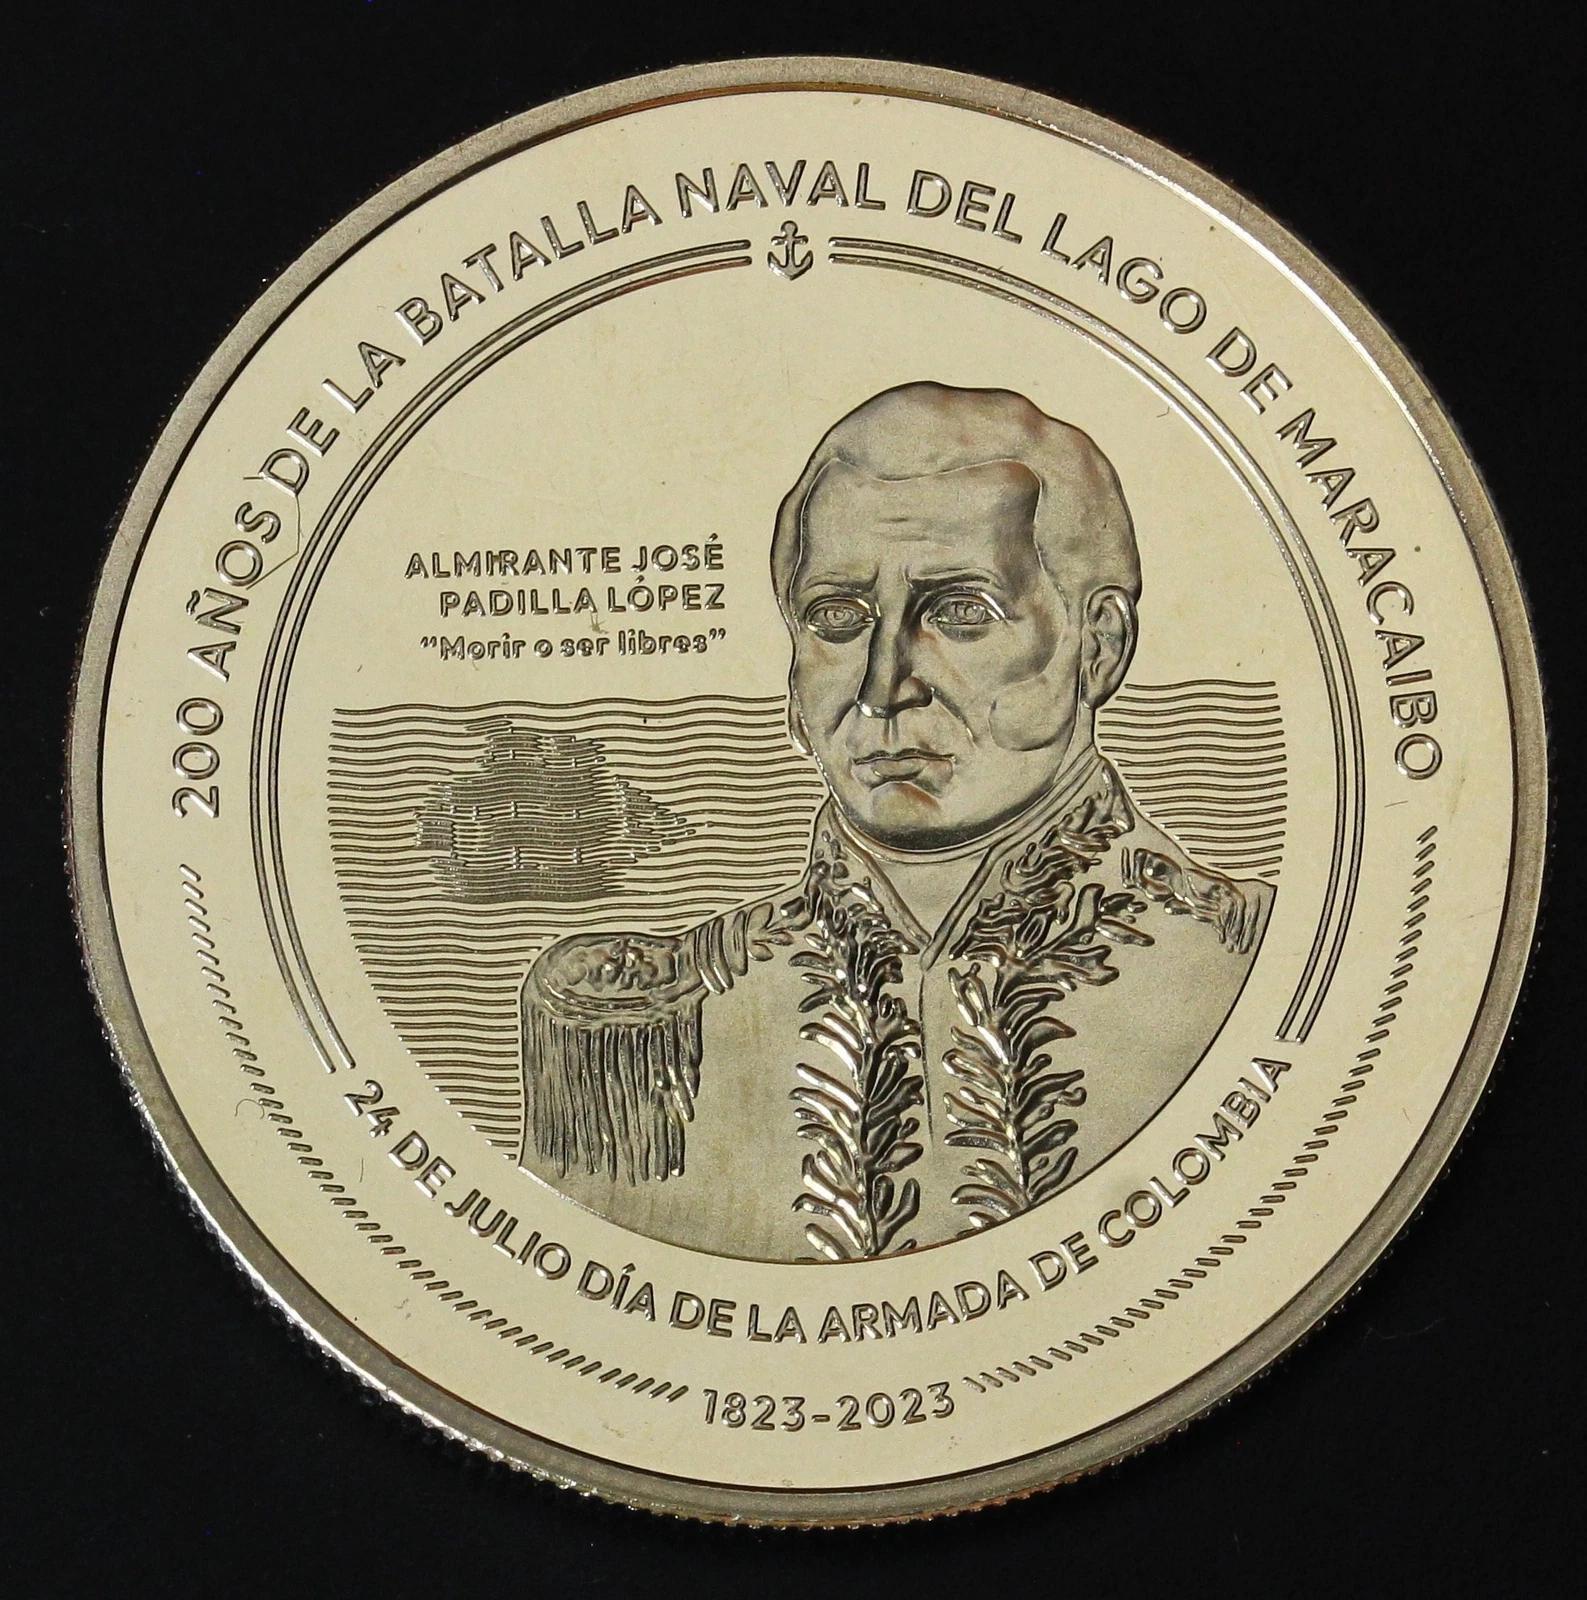 200 AÑOS DE LA BATALLA NAVAL DEL LAGO DE MARACAIBO
ALMIRANTE JOSÉ
PADILLA LÓPEZ
“Morir o ser libres”
24 DE JULIO DÍA DE LA ARMADA DE COLOMBIA
1823-2023